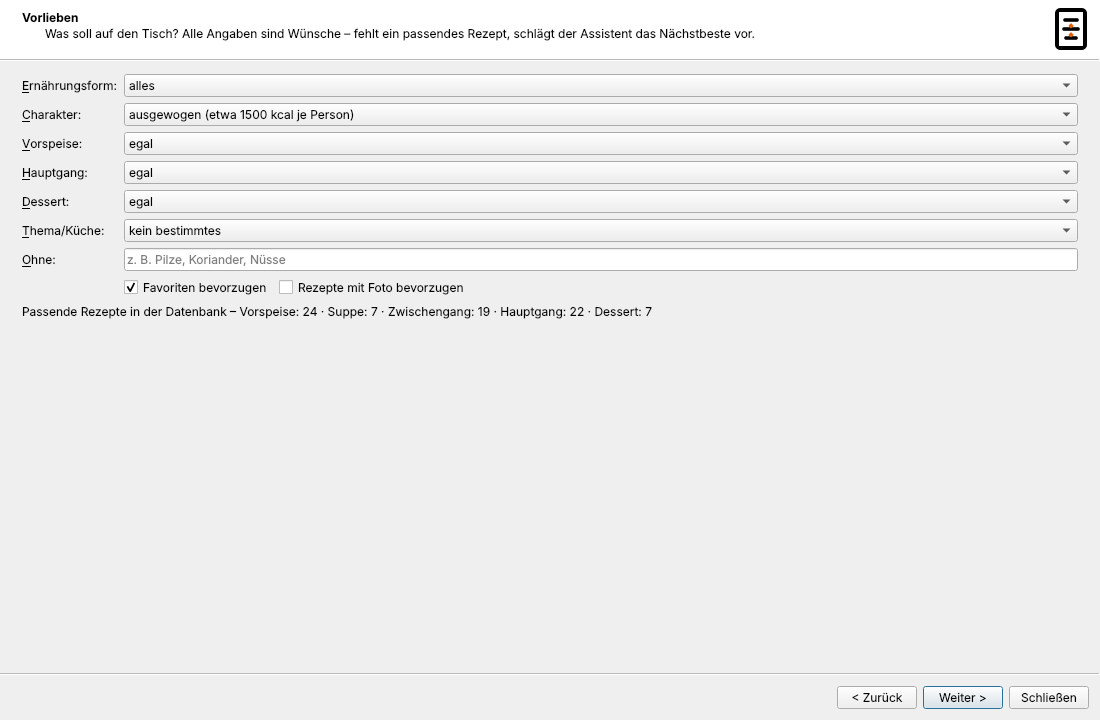 Vorlieben
Was soll auf den Tisch? Alle Angaben sind Wünsche – fehlt ein passendes Rezept, schlägt der Assistent das Nächstbeste vor.
Ernährungsform: alles
Charakter: ausgewogen (etwa 1500 kcal je Person)
Vorspeise: egal
Hauptgang: egal
Dessert: egal
Thema/Küche: kein bestimmtes
Ohne: z. B. Pilze, Koriander, Nüsse
Favoriten bevorzugen Rezepte mit Foto bevorzugen
Passende Rezepte in der Datenbank – Vorspeise: 24 · Suppe: 7 · Zwischengang: 19 · Hauptgang: 22 · Dessert: 7
< Zurück Weiter > Schließen